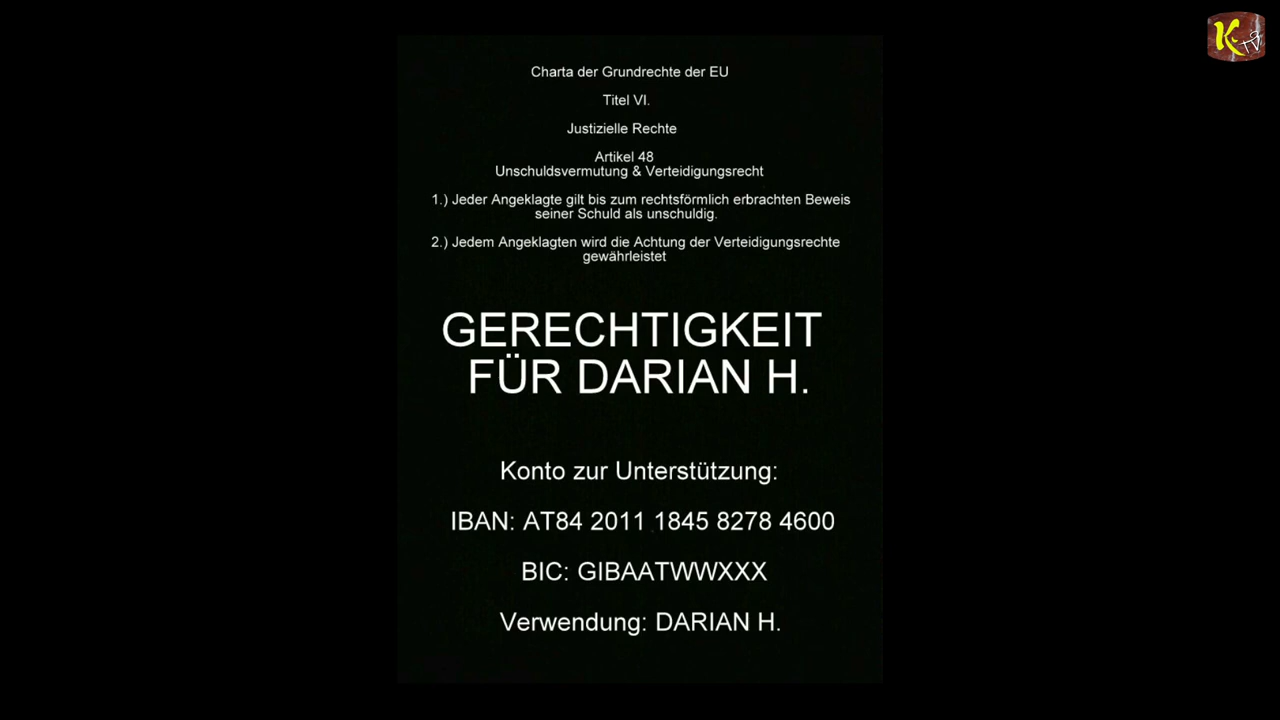 Charta der Grundrechte der EU
Titel VI.
Justizielle Rechte
Artikel 48
Unschuldsvermutung & Verteidigungsrecht
1.) Jeder Angeklagte gilt bis zum rechtsförmlich erbrachten Beweis
seiner Schuld als unschuldig.
2.) Jedem Angeklagten wird die Achtung der Verteidigungsrechte
gewährleistet
GERECHTIGKEIT
FÜR DARIAN H.
Konto zur Unterstützung:
IBAN: AT84 2011 1845 8278 4600
BIC: GIBAATWWXXX
Verwendung: DARIAN H.
K TV